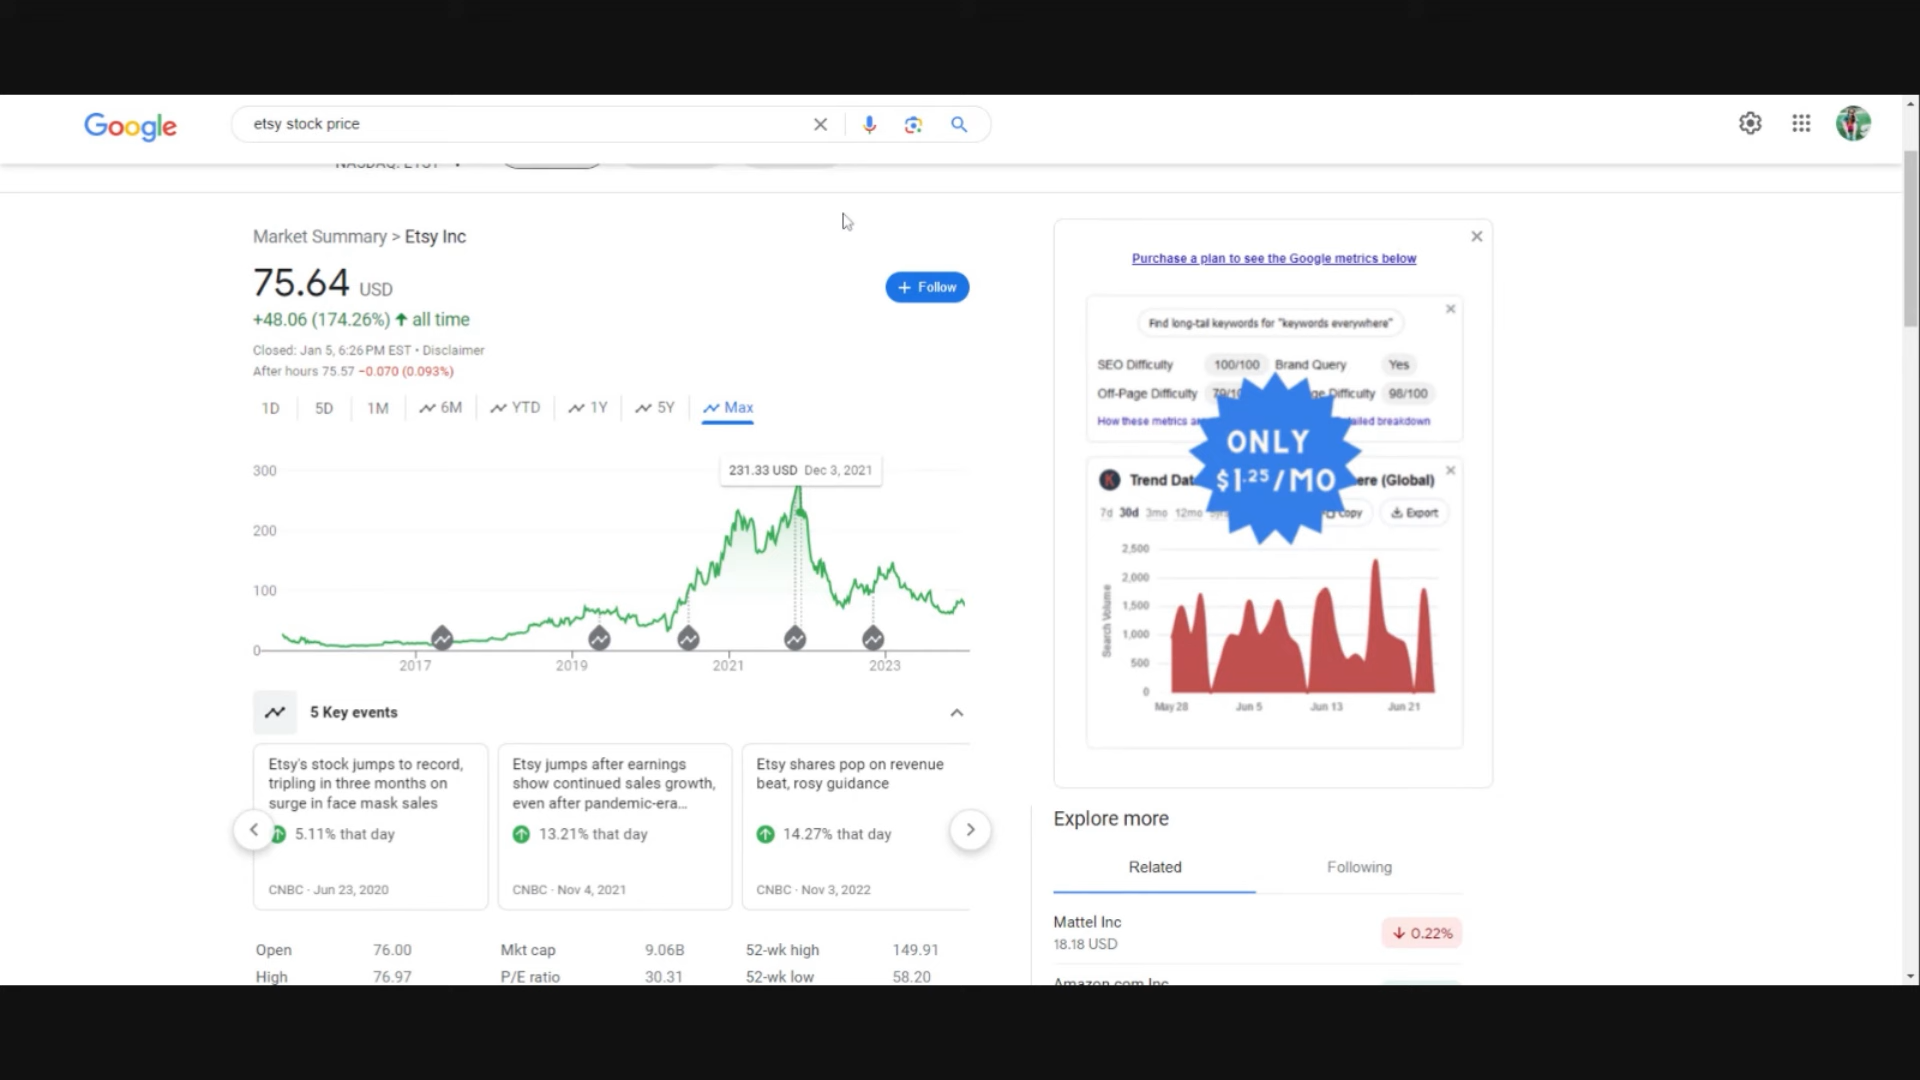 Google
etsy stock price
NASDAQ: ETSY
Market Summary > Etsy Inc
75.64 USD
+ Follow
+48.06 (174.26%) all time
Closed: Jan 5, 6:26 PM EST • Disclaimer
After hours 75.57 −0.070 (0.093%)
1D 5D 1M 6M YTD 1Y 5Y Max
231.33 USD Dec 3, 2021
300
200
100
0
2017 2019 2021 2023
5 Key events
Etsy's stock jumps to record,
tripling in three months on
surge in face mask sales
5.11% that day
CNBC · Jun 23, 2020
Etsy jumps after earnings
show continued sales growth,
even after pandemic-era...
13.21% that day
CNBC · Nov 4, 2021
Etsy shares pop on revenue
beat, rosy guidance
14.27% that day
CNBC · Nov 3, 2022
Open 76.00 Mkt cap 9.06B 52-wk high 149.91
High 76.97 P/E ratio 30.31 52-wk low 58.20
Purchase a plan to see the Google metrics below
Find long-tail keywords for "keywords everywhere"
SEO Difficulty 100/100 Brand Query Yes
Off-Page Difficulty Difficulty 98/100
How these metrics breakdown
ONLY
$1.25/MO
Trend Dat ere (Global)
7d 30d 3mo 12mo Copy Export
2,500
2,000
1,500
1,000
500
0
Search Volume
May 28 Jun 5 Jun 13 Jun 21
Explore more
Related Following
Mattel Inc
18.18 USD
0.22%
Amazon.com Inc